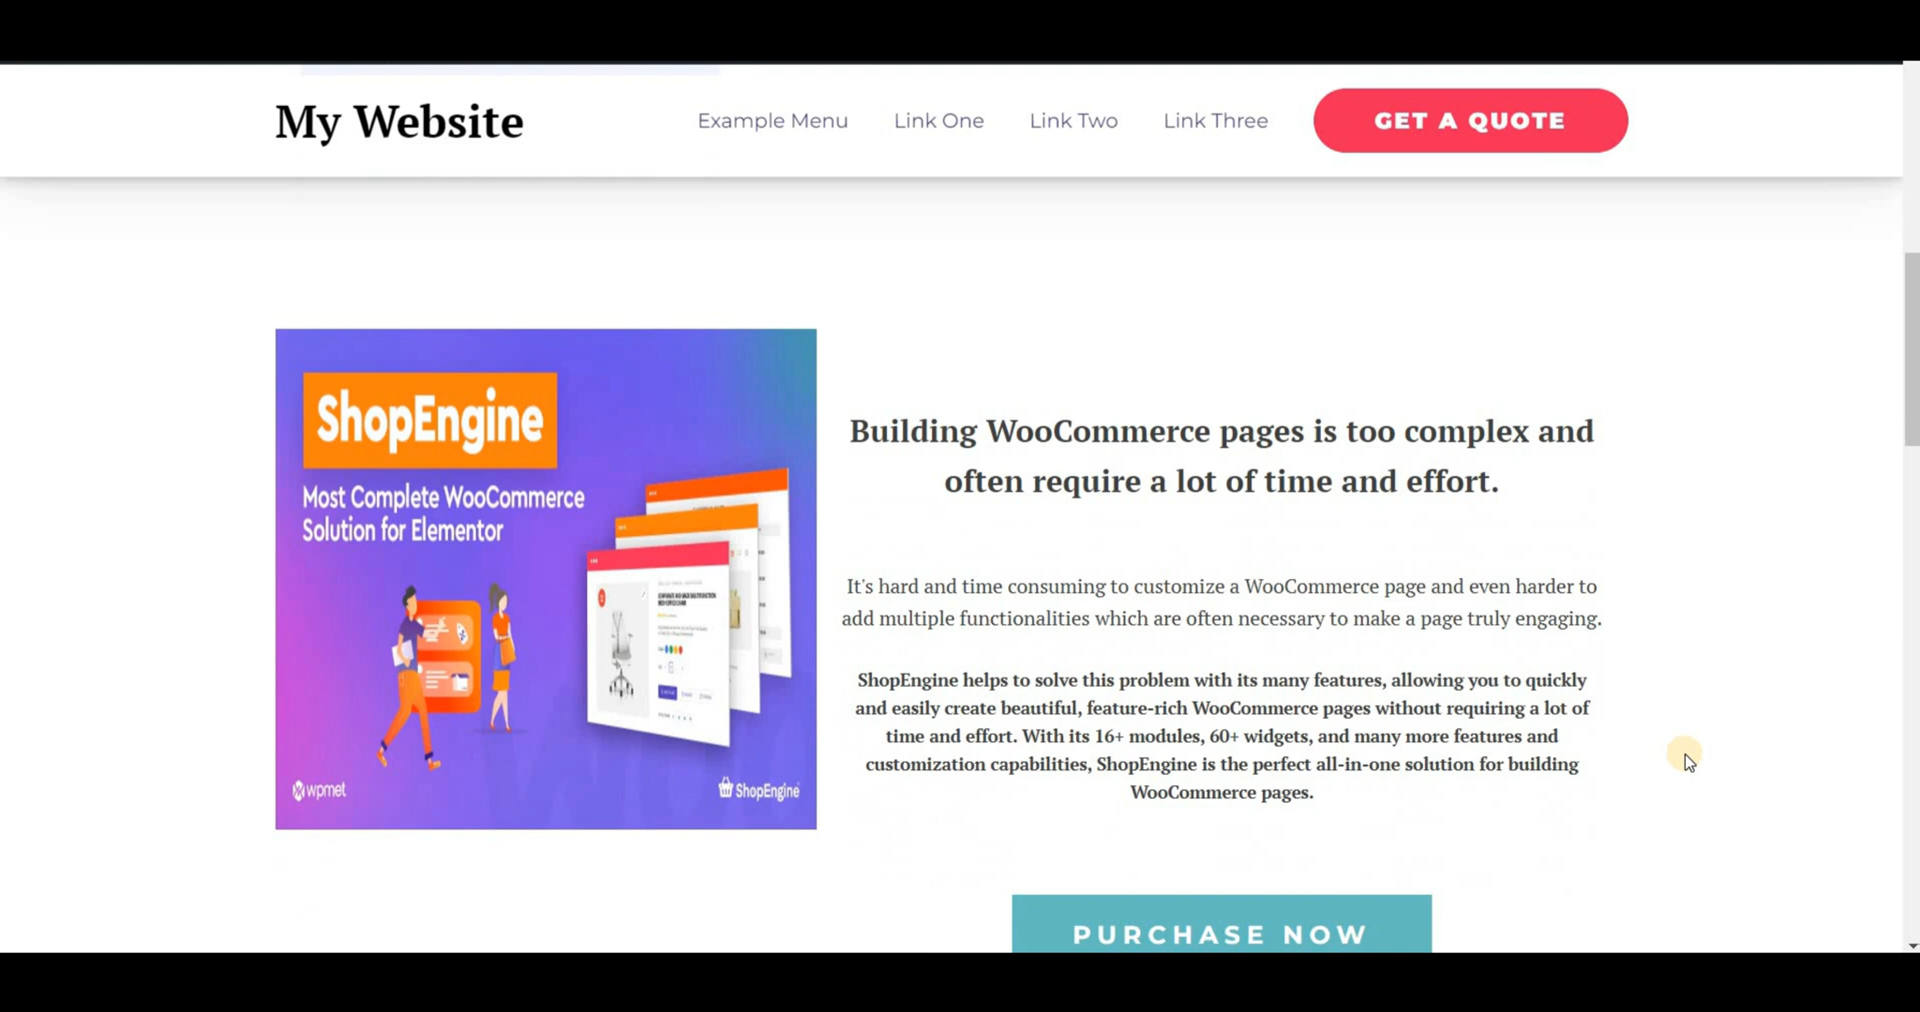 My Website
Example Menu
Link One
Link Two
Link Three
GET A QUOTE
ShopEngine
Most Complete WooCommerce
Solution for Elementor
wpmet
ShopEngine
Building WooCommerce pages is too complex and
often require a lot of time and effort.
It's hard and time consuming to customize a WooCommerce page and even harder to
add multiple functionalities which are often necessary to make a page truly engaging.
ShopEngine helps to solve this problem with its many features, allowing you to quickly
and easily create beautiful, feature-rich WooCommerce pages without requiring a lot of
time and effort. With its 16+ modules, 60+ widgets, and many more features and
customization capabilities, ShopEngine is the perfect all-in-one solution for building
WooCommerce pages.
PURCHASE NOW